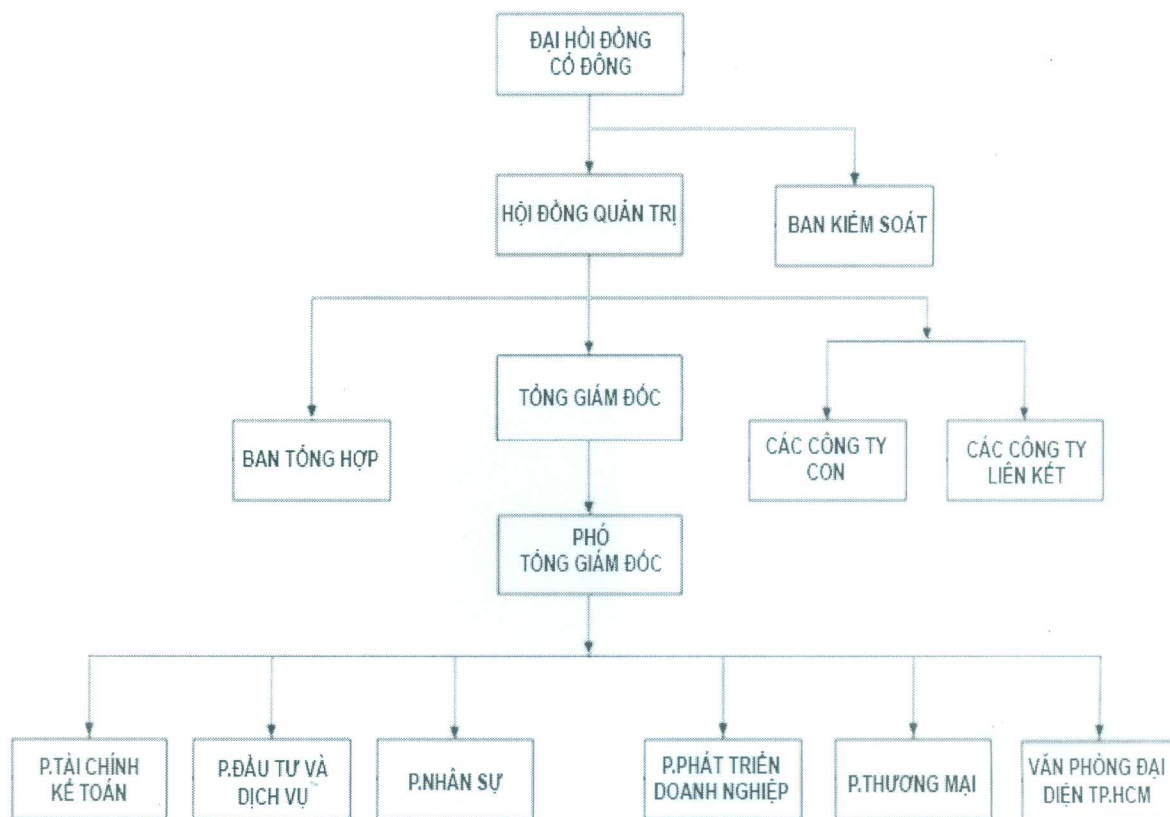 ĐẠI HỘI ĐỒNG
CỔ ĐÔNG
HỘI ĐỒNG QUẢN TRỊ
BAN KIỂM SOÁT
TỔNG GIÁM ĐỐC
BAN TỔNG HỢP
CÁC CÔNG TY
CON
CÁC CÔNG TY
LIÊN KẾT
PHÓ
TỔNG GIÁM ĐỐC
P.TÀI CHÍNH
KẾ TOÁN
P.ĐẦU TƯ VÀ
DỊCH VỤ
P.NHÂN SỰ
P.PHÁT TRIỂN
DOANH NGHIỆP
P.THƯƠNG MẠI
VĂN PHÒNG ĐẠI
DIỆN TP.HCM